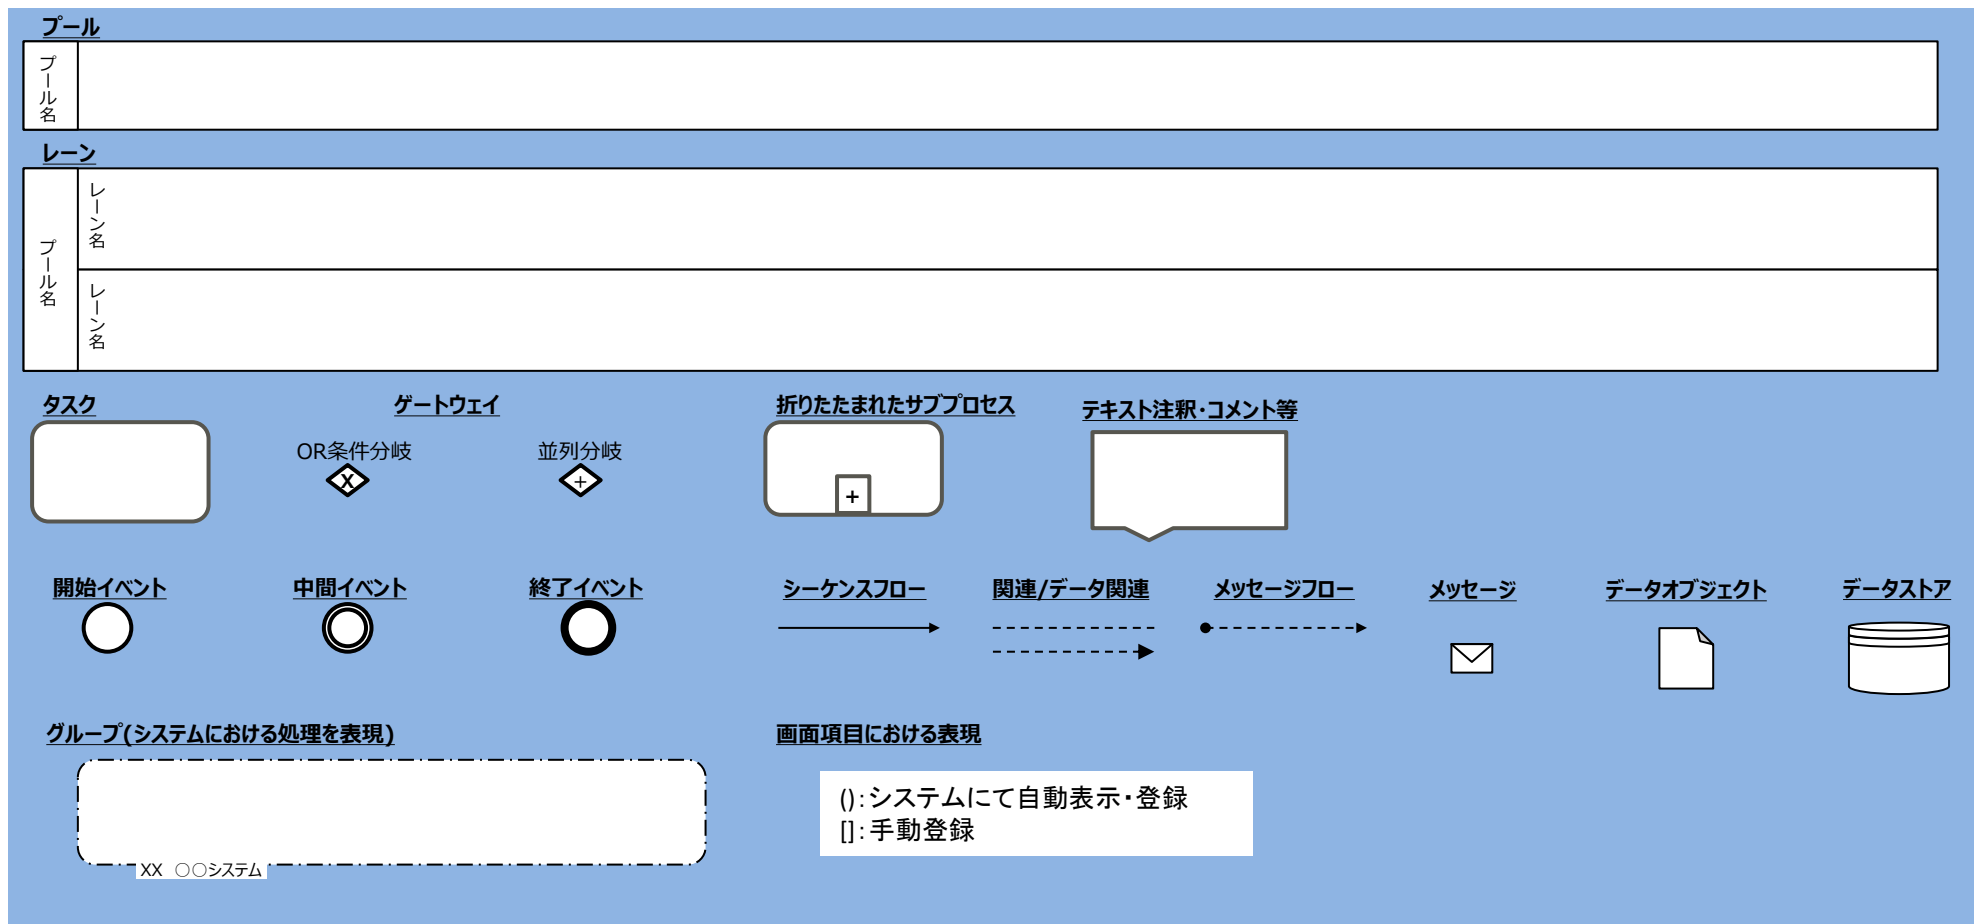 プール
プール名
レーン
プール名
レーン名
レーン名
タスク
ゲートウェイ
折りたたまれたサブプロセス
テキスト注釈・コメント等
OR条件分岐
並列分岐
X
+
+
開始イベント
中間イベント
終了イベント
シーケンスフロー
関連/データ関連
メッセージフロー
メッセージ
データオブジェクト
データストア
グループ(システムにおける処理を表現)
画面項目における表現
():システムにて自動表示・登録
[]:手動登録
XX ○○システム